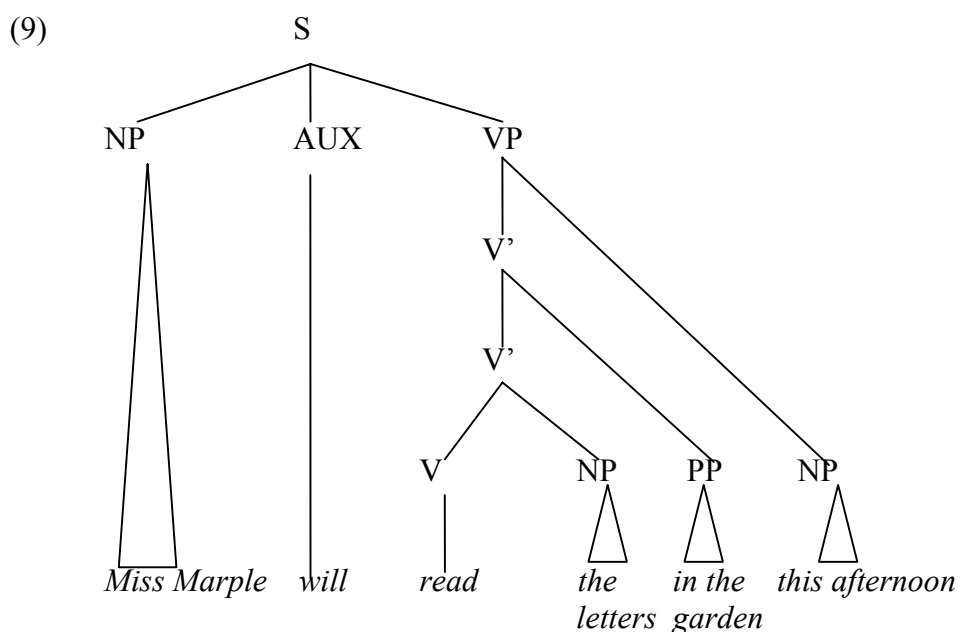 (9) S
NP AUX VP
V’
V’
V NP PP NP
Miss Marple will read the in the this afternoon
letters garden